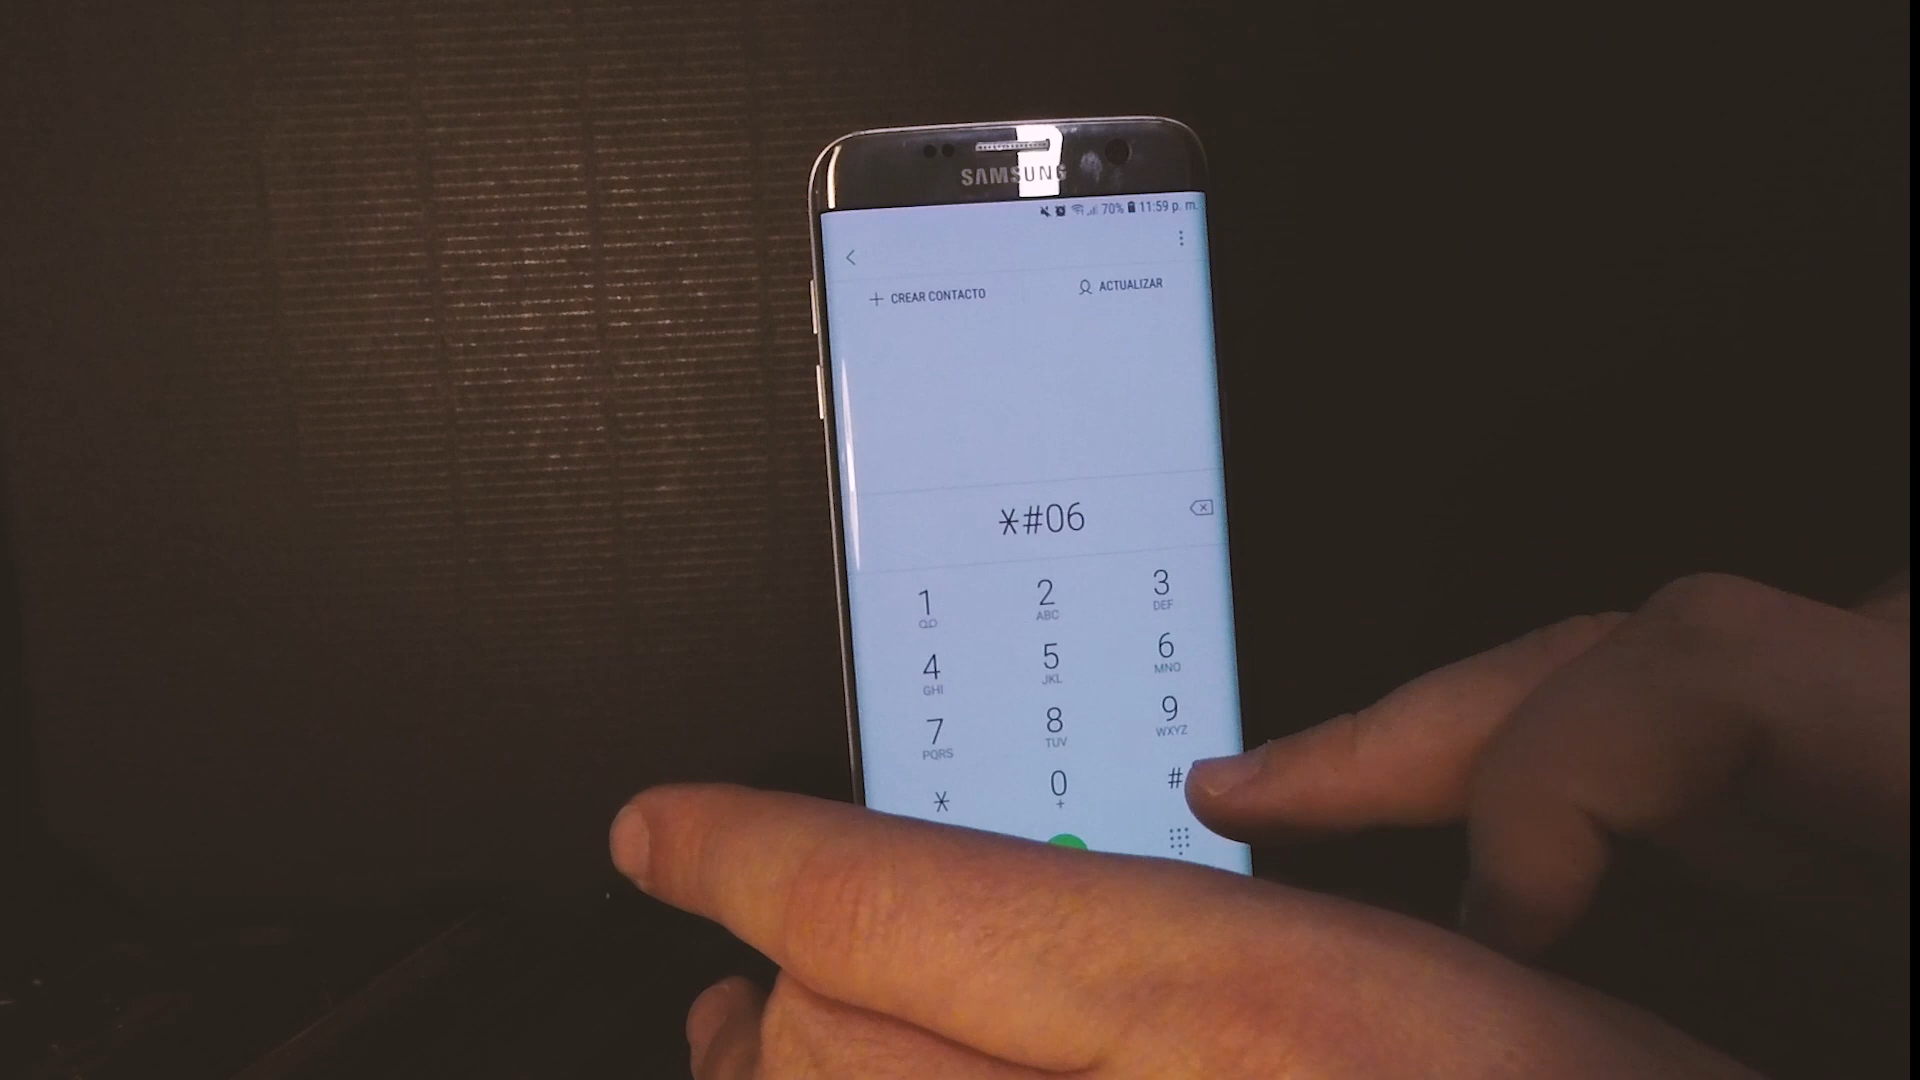 SAMSUNG
70% 11:59 p. m.
+ CREAR CONTACTO
ACTUALIZAR
*#06
1 2 ABC 3 DEF
4 GHI 5 JKL 6 MNO
7 PQRS 8 TUV 9 WXYZ
* 0 + #